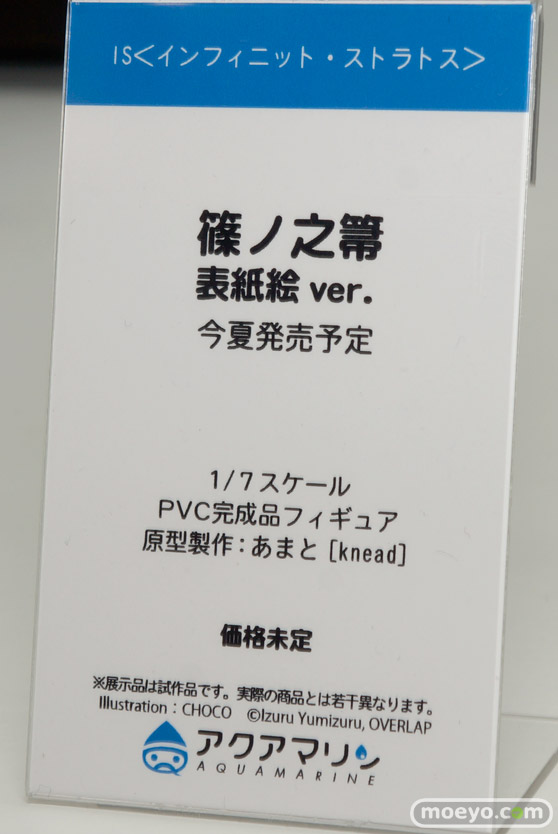 IS<インフィニット・ストラトス>
篠ノ之箒
表紙絵 ver.
今夏発売予定
1/7スケール
PVC完成品フィギュア
原型製作：あまと [knead]
価格未定
※展示品は試作品です。実際の商品とは若干異なります。
Illustration：CHOCO ©Izuru Yumizuru, OVERLAP
アクアマリン
AQUAMARINE
moeyo.com